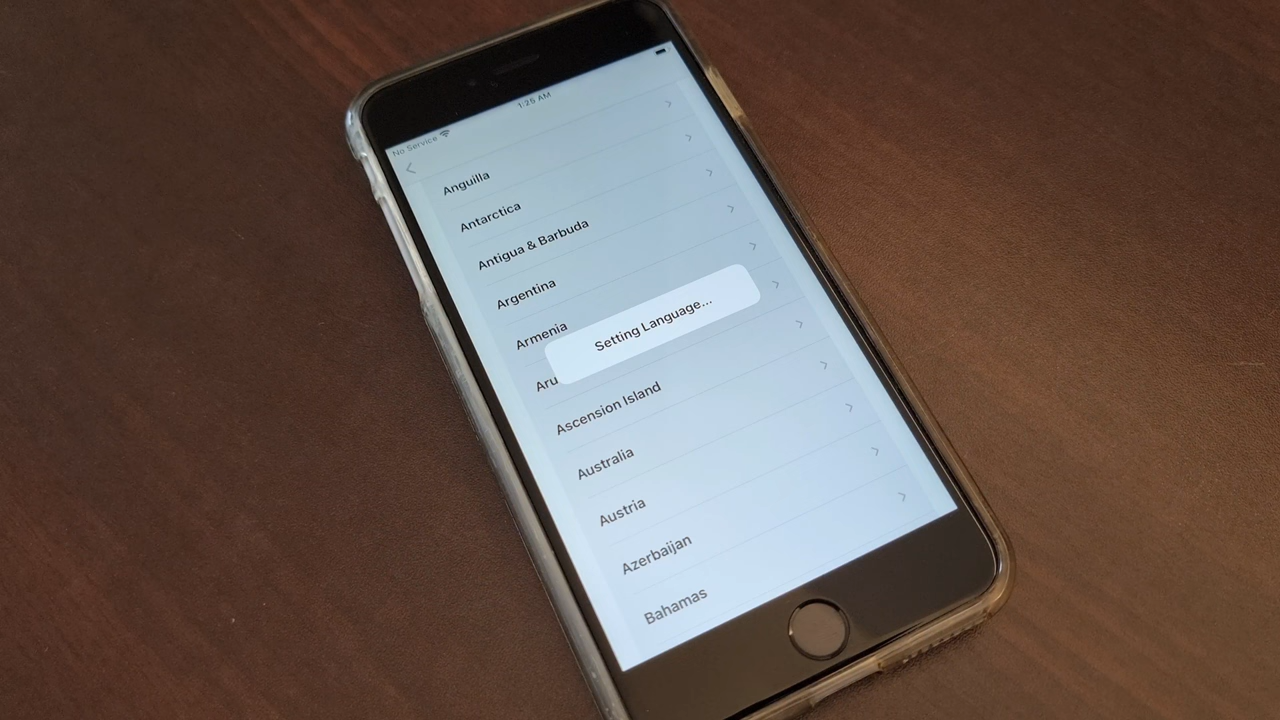 No Service
1:25 AM
Anguilla
Antarctica
Antigua & Barbuda
Argentina
Armenia
Aru
Setting Language...
Ascension Island
Australia
Austria
Azerbaijan
Bahamas